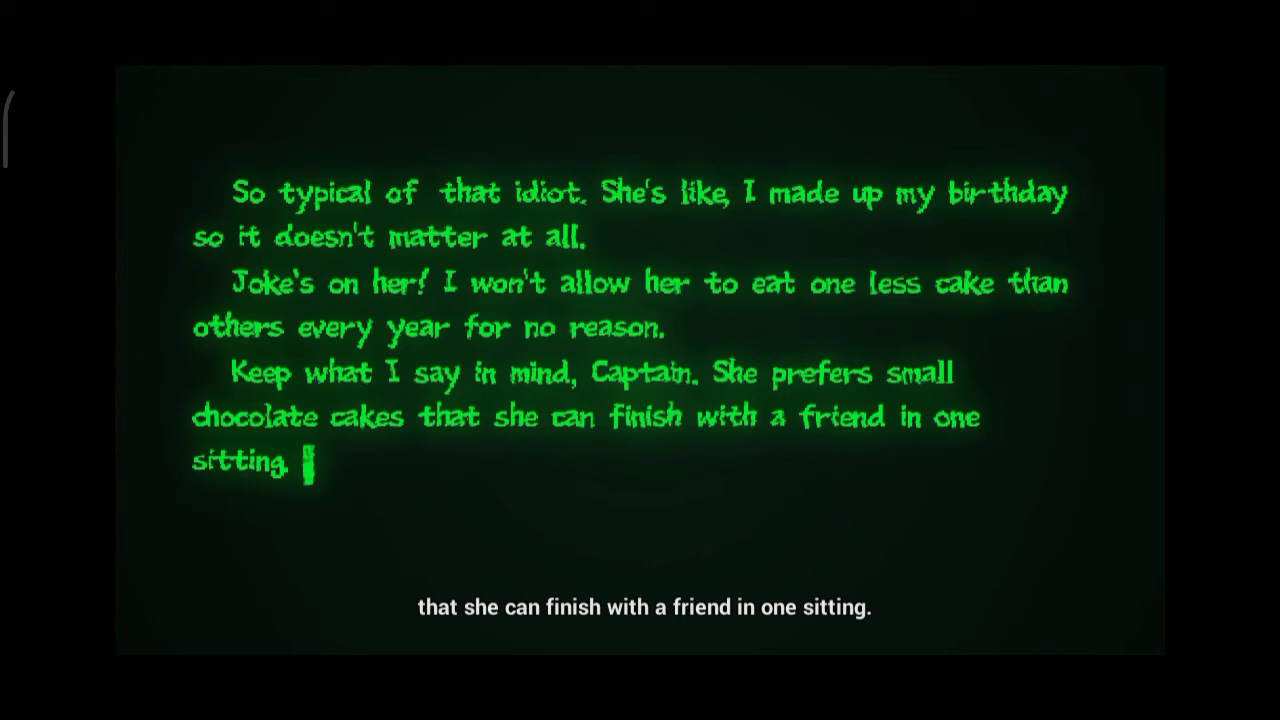 So typical of that idiot. She's like, I made up my birthday
so it doesn't matter at all.
Joke's on her! I won't allow her to eat one less cake than
others every year for no reason.
Keep what I say in mind, Captain. She prefers small
chocolate cakes that she can finish with a friend in one
sitting.
that she can finish with a friend in one sitting.